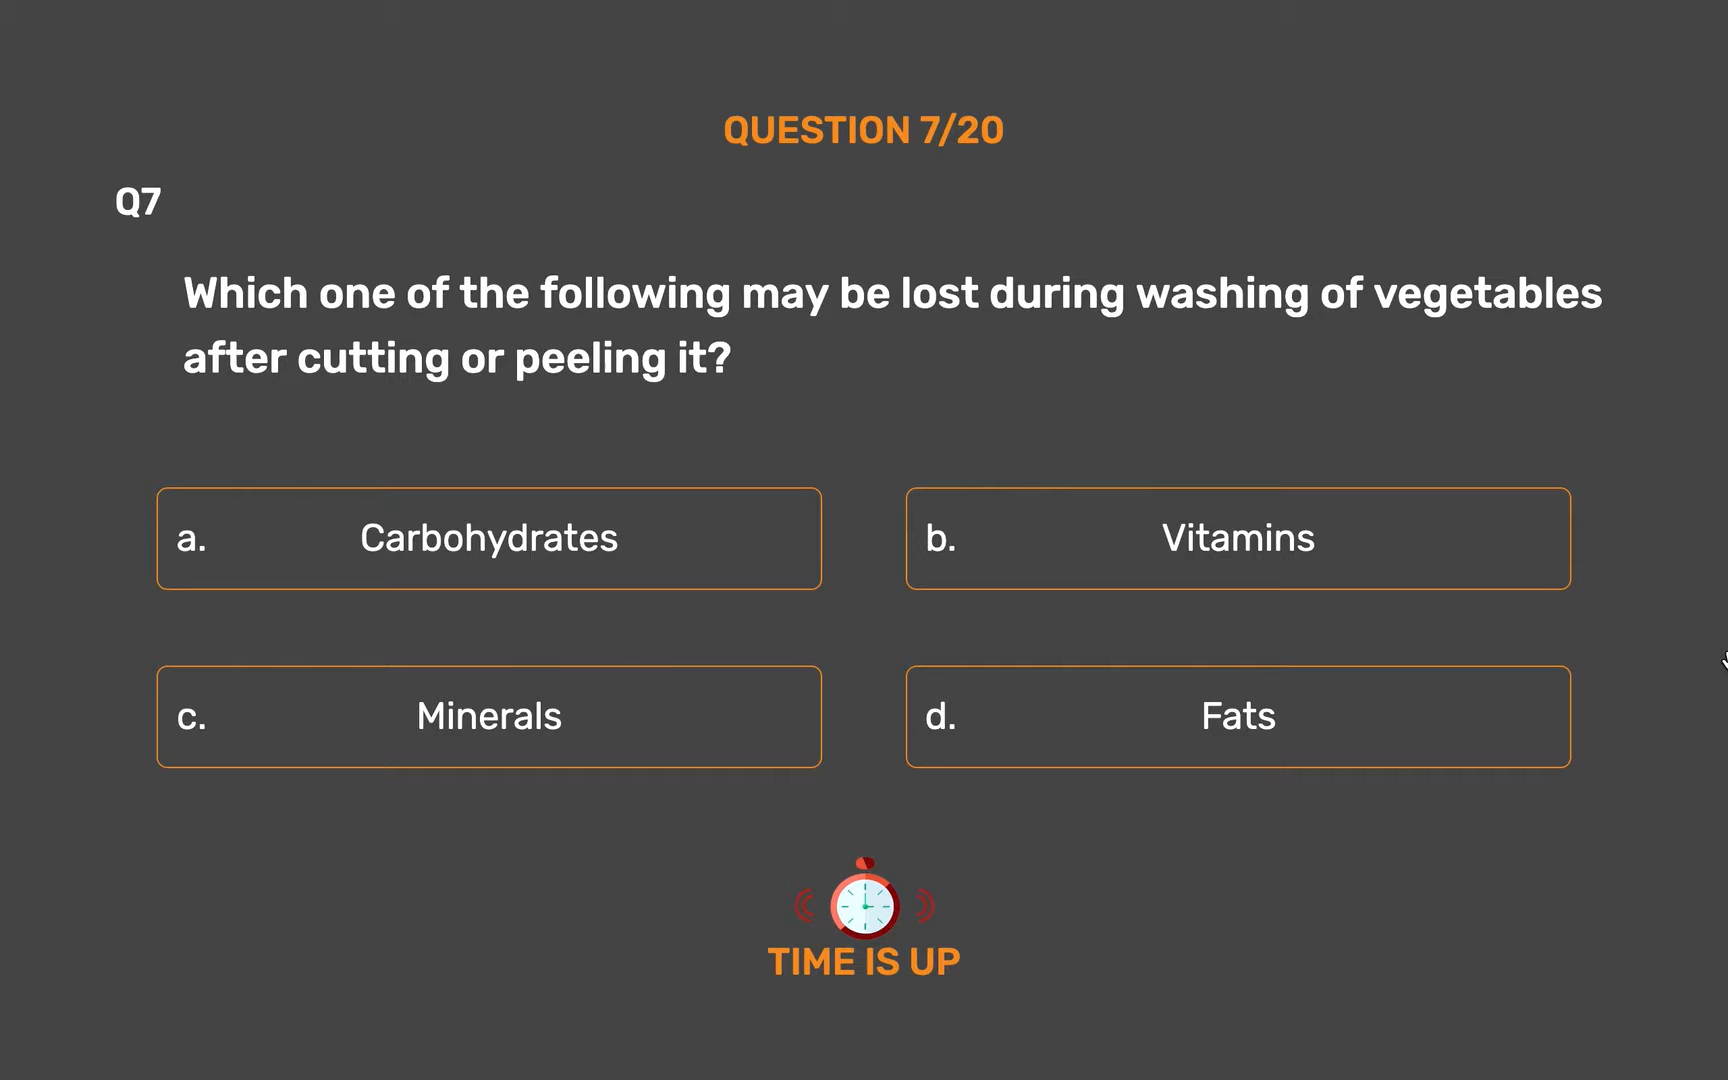 QUESTION 7/20
Q7
Which one of the following may be lost during washing of vegetables
after cutting or peeling it?
a. Carbohydrates
b. Vitamins
c. Minerals
d. Fats
TIME IS UP